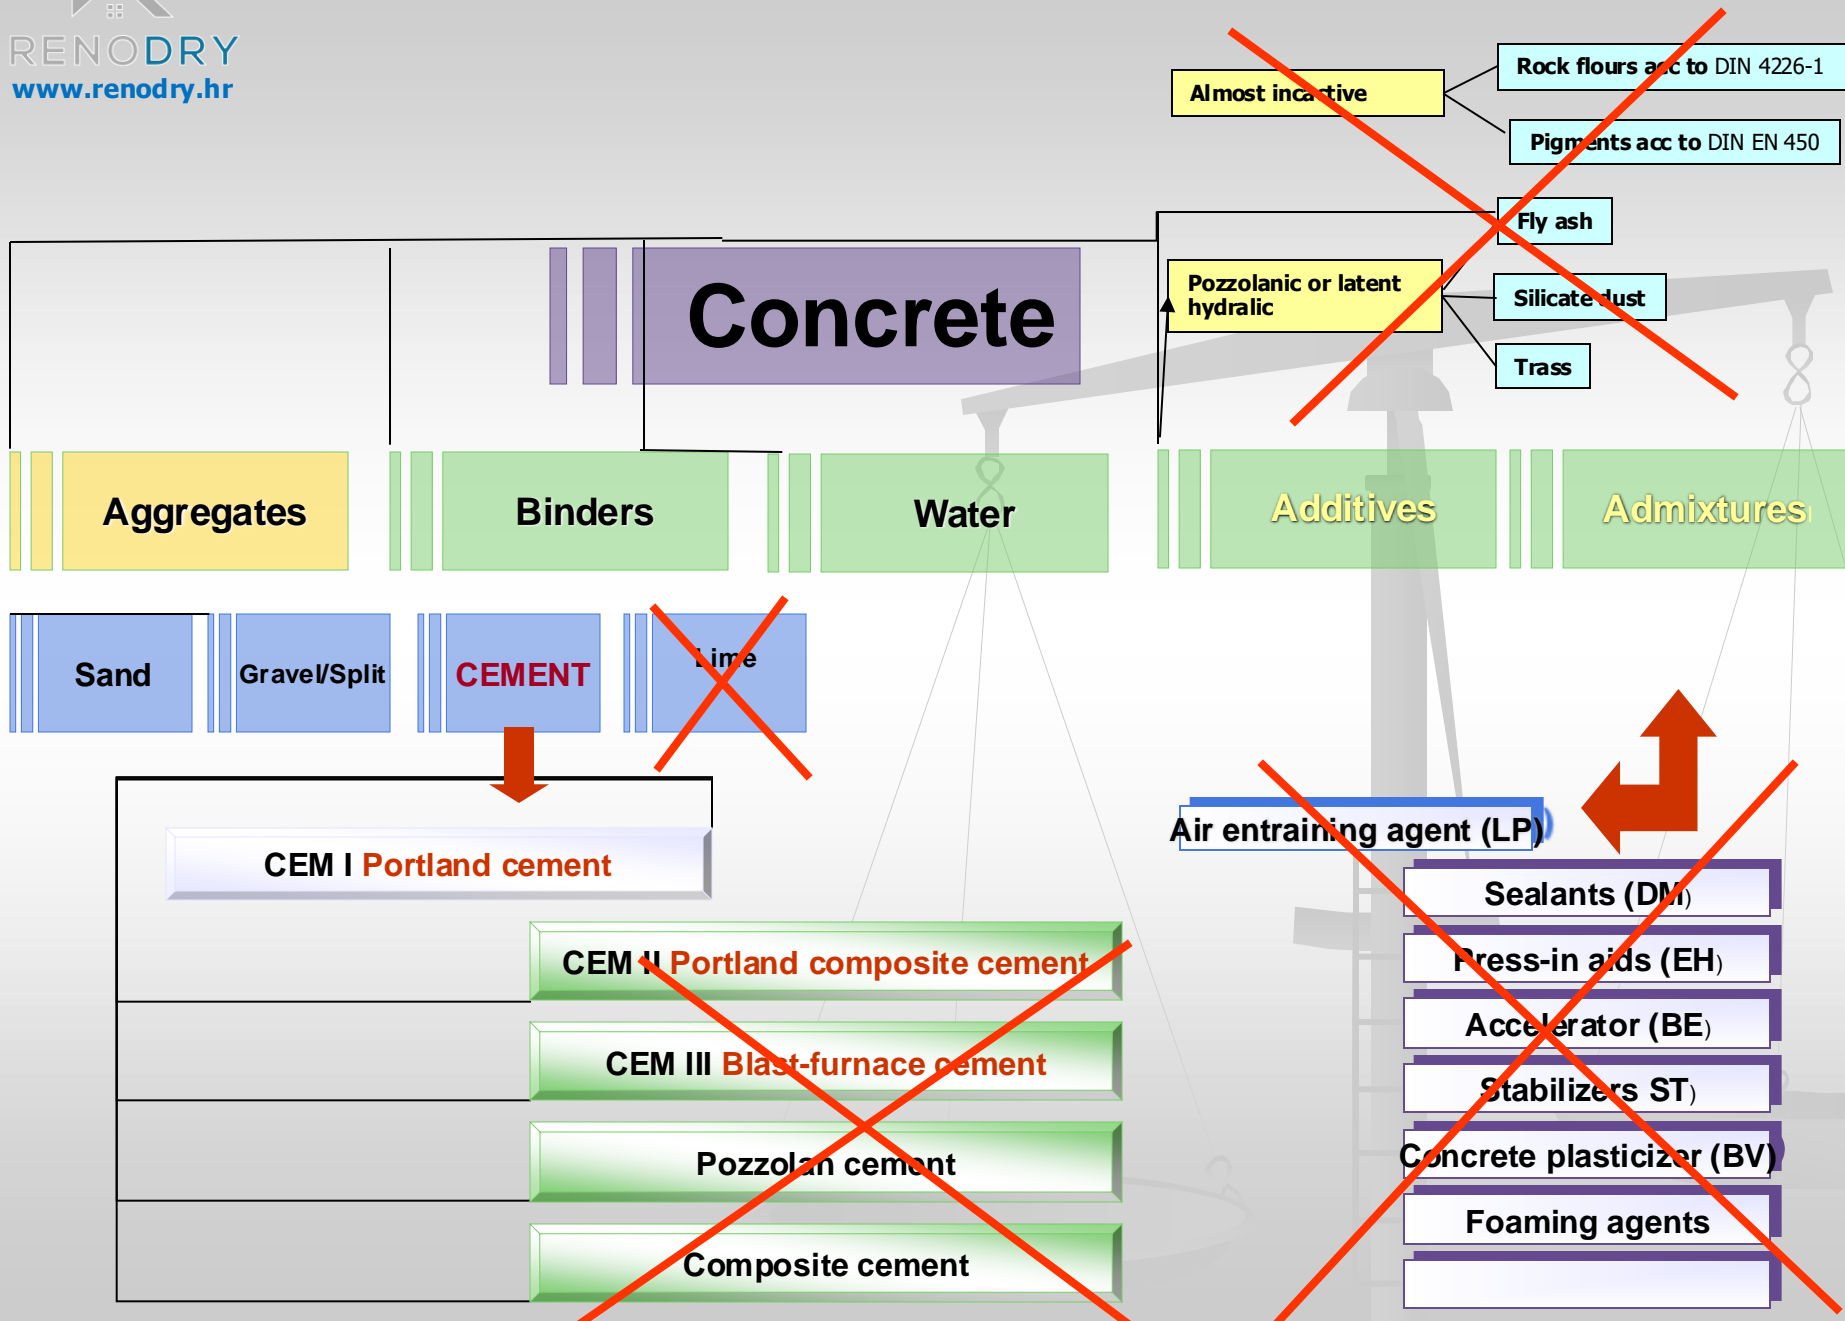 RENODRY
www.renodry.hr
Almost incactive
Rock flours acc to DIN 4226-1
Pigments acc to DIN EN 450
Fly ash
Pozzolanic or latent
hydralic
Silicate dust
Trass
Concrete
Aggregates
Binders
Water
Additives
Admixtures
Sand
Gravel/Split
CEMENT
Lime
CEM I Portland cement
CEM II Portland composite cement
CEM III Blast-furnace cement
Pozzolan cement
Composite cement
Air entraining agent (LP)
Sealants (DM)
Press-in aids (EH)
Accelerator (BE)
Stabilizers ST)
Concrete plasticizer (BV)
Foaming agents